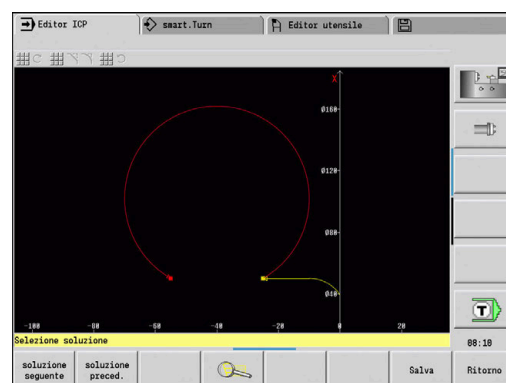 Editor ICP
smart.Turn
Editor utensile
X
ø160
ø120
ø80
ø40
-100 -80 -60 -40 -20 0 20
T
Selezione soluzione
08:10
soluzione seguente
soluzione preced.
Salva
Ritorno